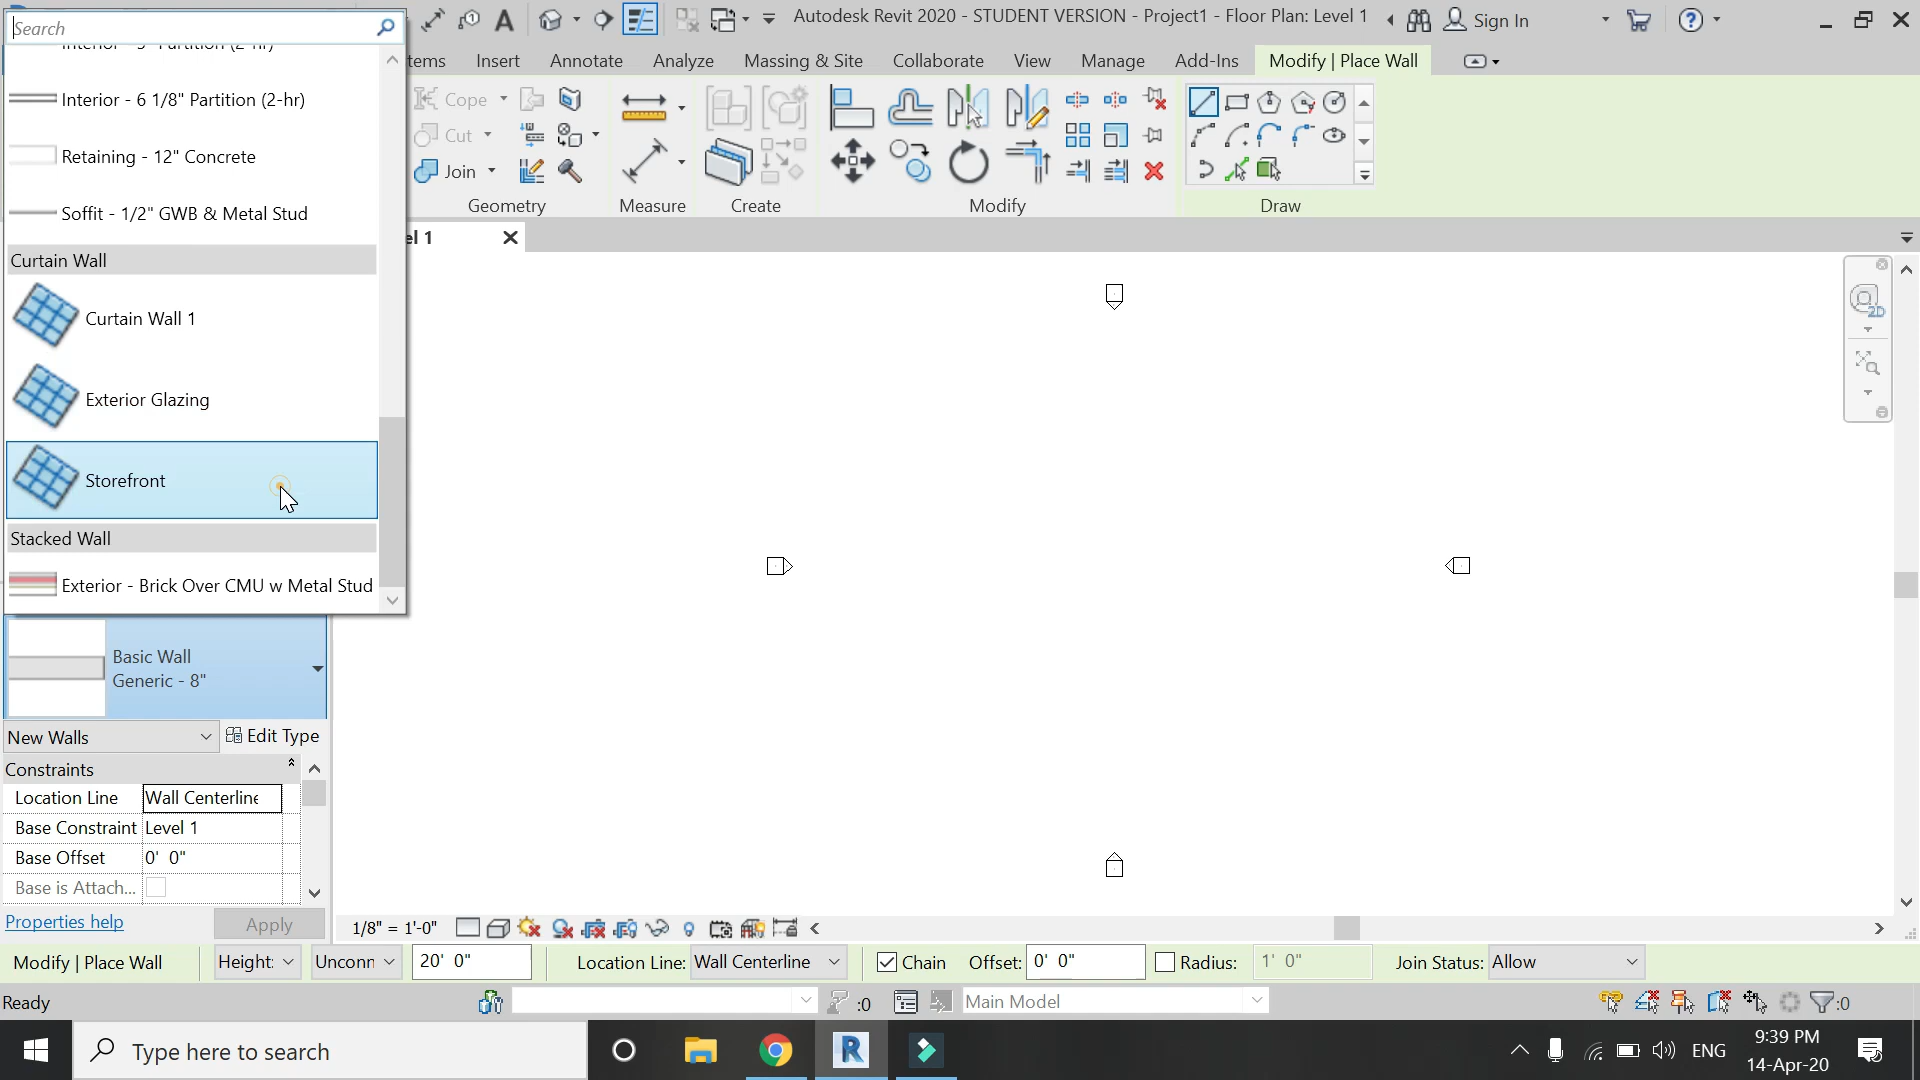 Search
Autodesk Revit 2020 - STUDENT VERSION - Project1 - Floor Plan: Level 1
Sign In
Insert
Annotate
Analyze
Massing & Site
Collaborate
View
Manage
Add-Ins
Modify | Place Wall
Interior - 6 1/8" Partition (2-hr)
Retaining - 12" Concrete
Soffit - 1/2" GWB & Metal Stud
Cope
Cut
Join
Geometry
Measure
Create
Modify
Draw
el 1
Curtain Wall
Curtain Wall 1
Exterior Glazing
Storefront
Stacked Wall
Exterior - Brick Over CMU w Metal Stud
2D
Basic Wall
Generic - 8"
New Walls
Edit Type
Constraints
Location Line
Wall Centerline
Base Constraint
Level 1
Base Offset
0' 0"
Base is Attach...
Properties help
Apply
1/8" = 1'-0"
Modify | Place Wall
Height:
Unconn
20' 0"
Location Line:
Wall Centerline
Chain
Offset:
0' 0"
Radius:
1' 0"
Join Status:
Allow
Ready
:0
Main Model
:0
Type here to search
ENG
9:39 PM
14-Apr-20